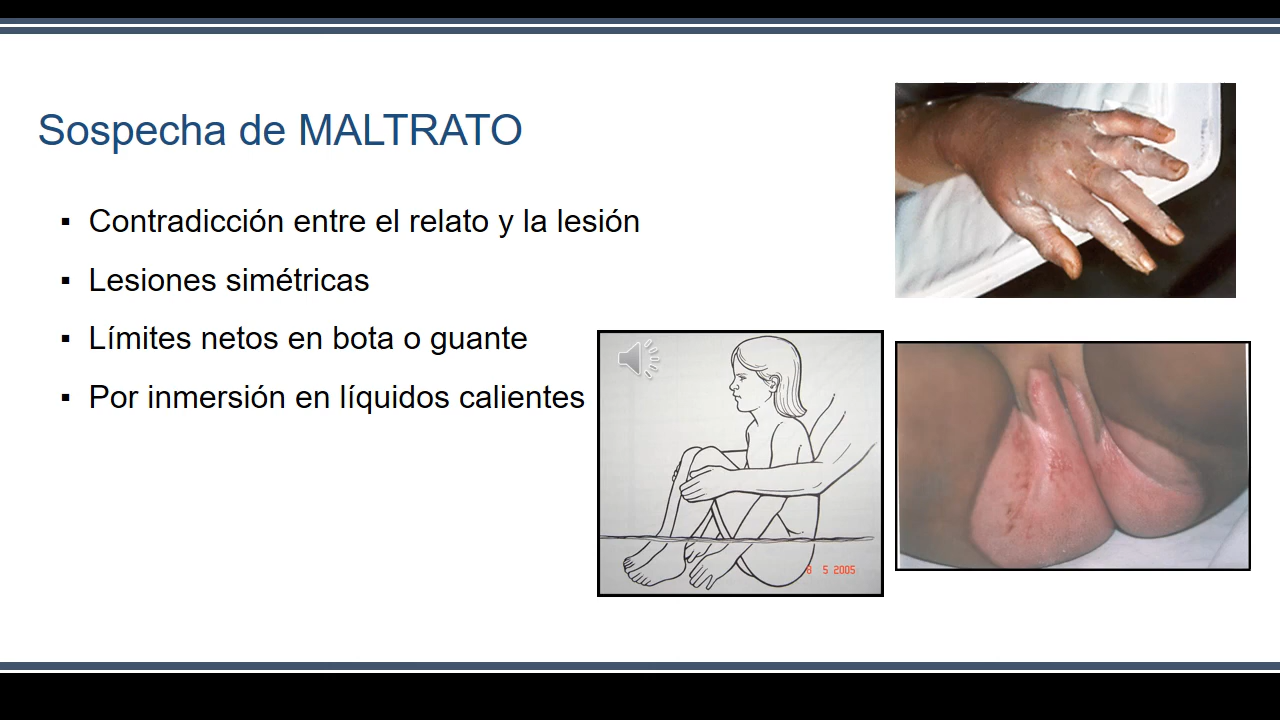 Sospecha de MALTRATO
▪ Contradicción entre el relato y la lesión
▪ Lesiones simétricas
▪ Límites netos en bota o guante
▪ Por inmersión en líquidos calientes
8 5 2005